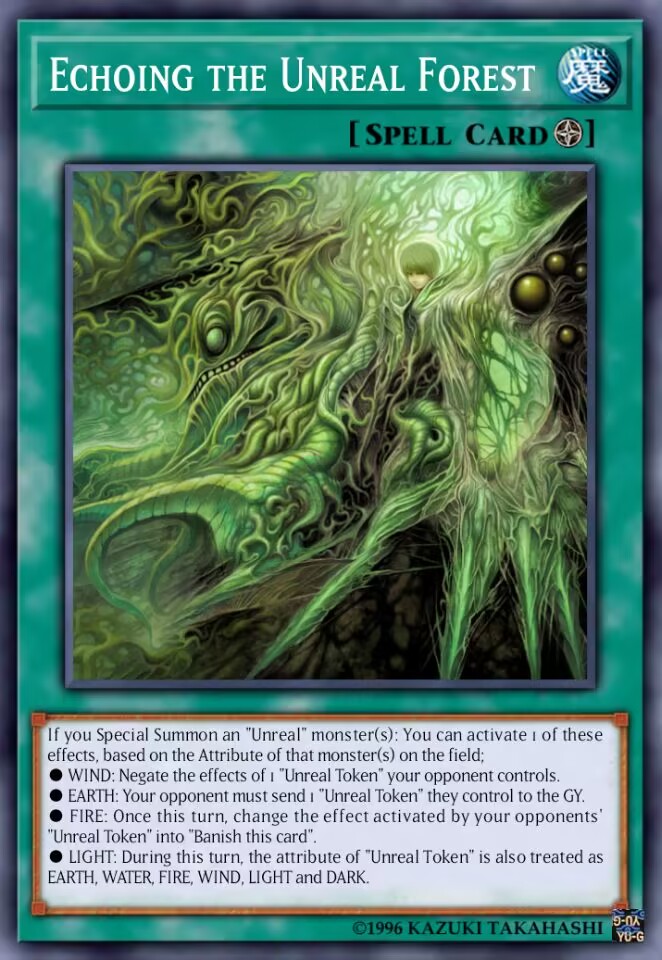 ECHOING THE UNREAL FOREST
SPELL
魔
[SPELL CARD]
If you Special Summon an "Unreal" monster(s): You can activate 1 of these
effects, based on the Attribute of that monster(s) on the field;
● WIND: Negate the effects of 1 "Unreal Token" your opponent controls.
● EARTH: Your opponent must send 1 "Unreal Token" they control to the GY.
● FIRE: Once this turn, change the effect activated by your opponents'
"Unreal Token" into "Banish this card".
● LIGHT: During this turn, the attribute of "Unreal Token" is also treated as
EARTH, WATER, FIRE, WIND, LIGHT and DARK.
©1996 KAZUKI TAKAHASHI
YU-G
YU-G